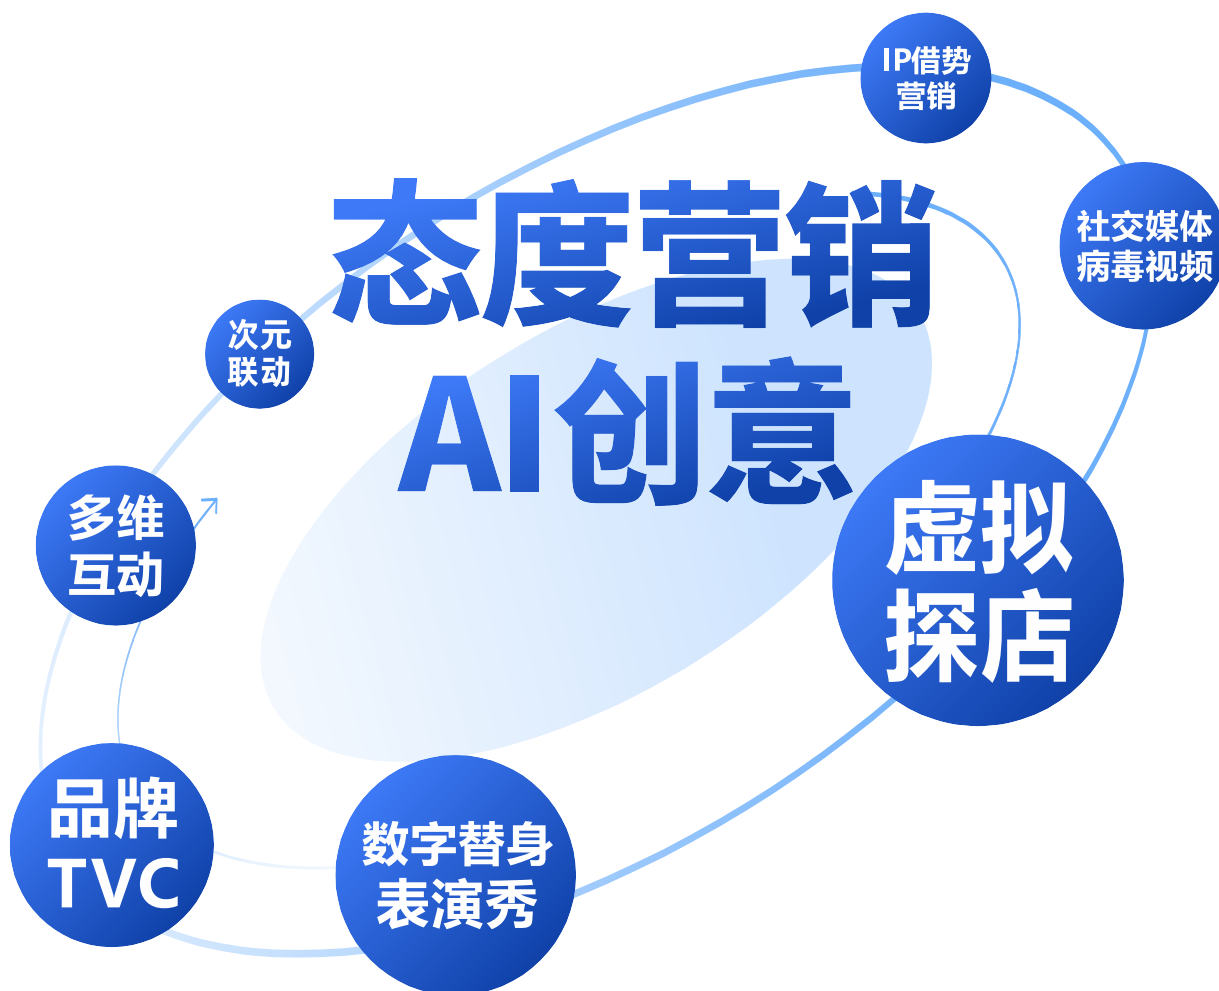 IP借势
营销
态度营销
AI创意
社交媒体
病毒视频
次元
联动
多维
互动
虚拟
探店
品牌
TVC
数字替身
表演秀